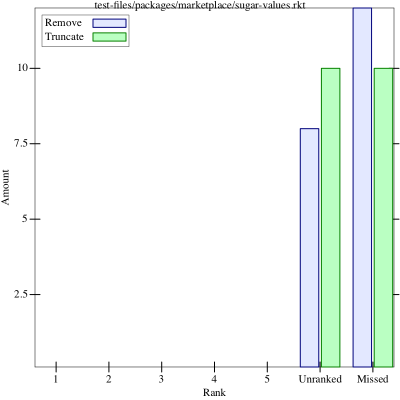 test-files/packages/marketplace/sugar-values.rkt
Remove
Truncate
10
7.5
5
2.5
Amount
1 2 3 4 5 Unranked Missed
Rank